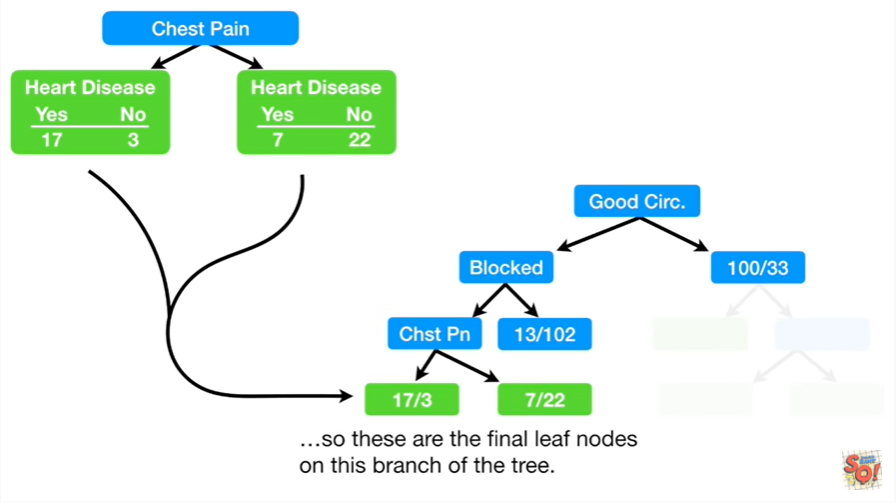 Chest Pain
Heart Disease
Yes No
17 3
Heart Disease
Yes No
7 22
Good Circ.
Blocked
100/33
Chst Pn
13/102
17/3
7/22
...so these are the final leaf nodes
on this branch of the tree.
SQ!